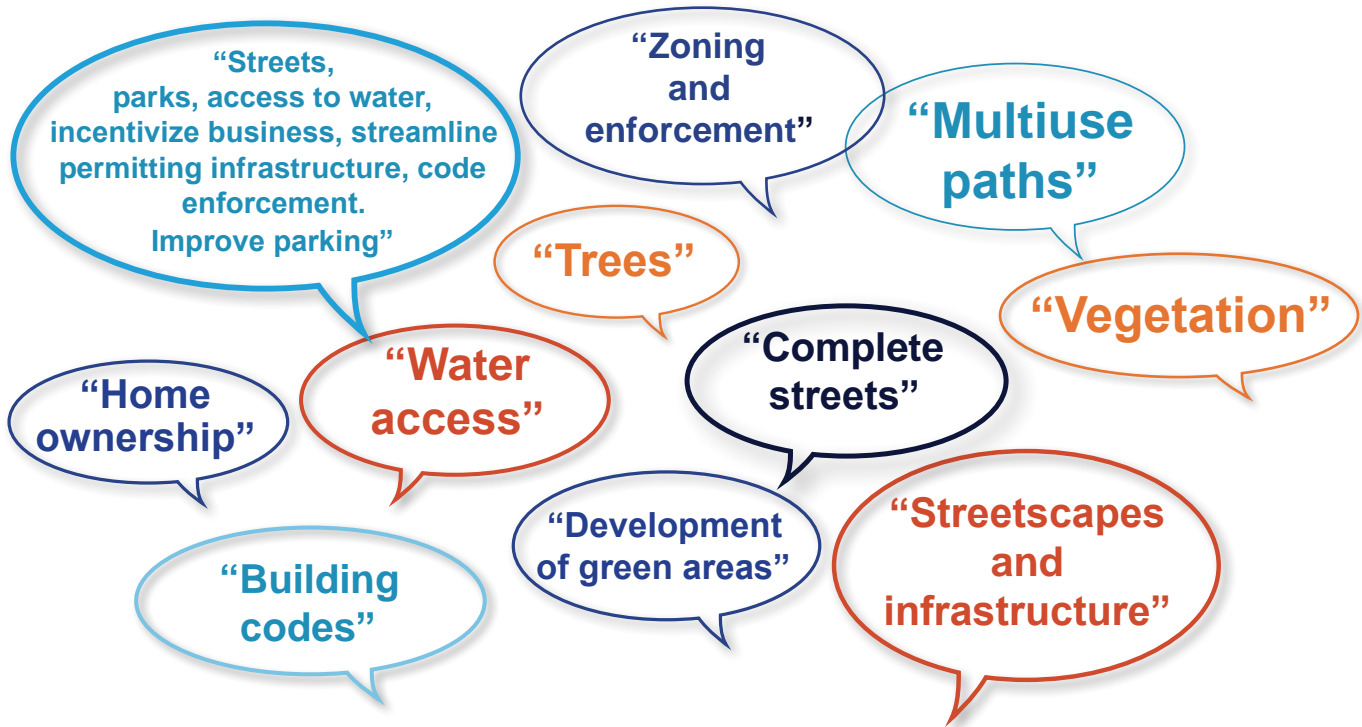 “Streets,
parks, access to water,
incentivize business, streamline
permitting infrastructure, code
enforcement.
Improve parking”
“Zoning
and
enforcement”
“Multiuse
paths”
“Trees”
“Vegetation”
“Water
access”
“Complete
streets”
“Home
ownership”
“Development
of green areas”
“Streetscapes
and
infrastructure”
“Building
codes”